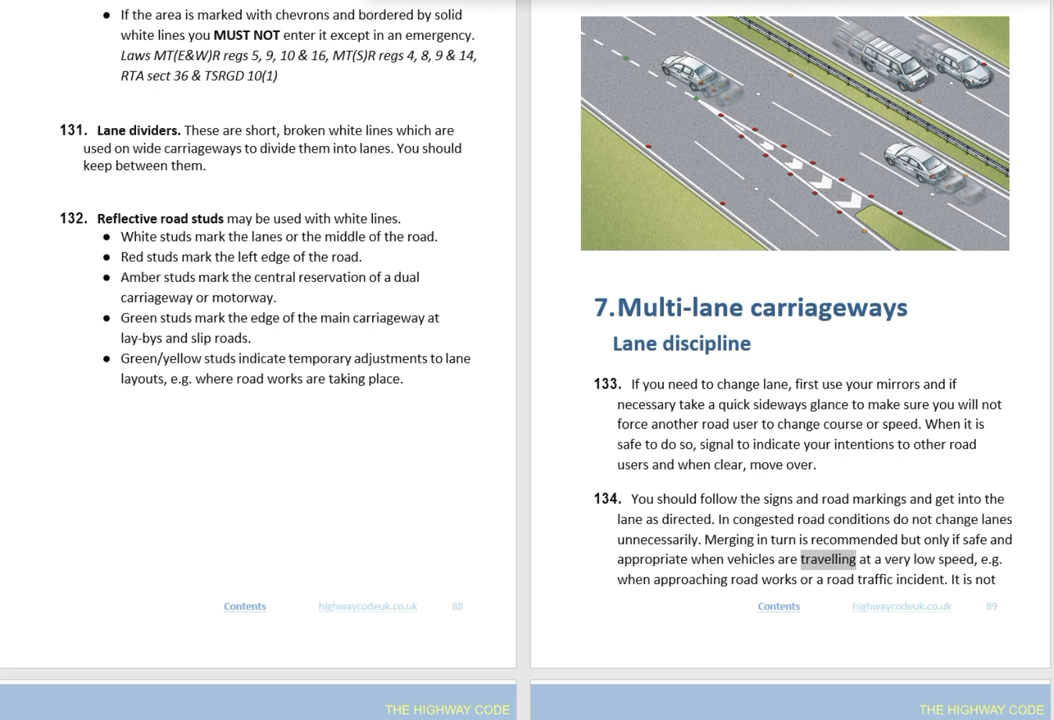 ● If the area is marked with chevrons and bordered by solid
white lines you MUST NOT enter it except in an emergency.
Laws MT(E&W)R regs 5, 9, 10 & 16, MT(S)R regs 4, 8, 9 & 14,
RTA sect 36 & TSRGD 10(1)
131. Lane dividers. These are short, broken white lines which are
used on wide carriageways to divide them into lanes. You should
keep between them.
132. Reflective road studs may be used with white lines.
● White studs mark the lanes or the middle of the road.
● Red studs mark the left edge of the road.
● Amber studs mark the central reservation of a dual
carriageway or motorway.
● Green studs mark the edge of the main carriageway at
lay-bys and slip roads.
● Green/yellow studs indicate temporary adjustments to lane
layouts, e.g. where road works are taking place.
Contents highwaycodeuk.co.uk 88
7.Multi-lane carriageways
Lane discipline
133. If you need to change lane, first use your mirrors and if
necessary take a quick sideways glance to make sure you will not
force another road user to change course or speed. When it is
safe to do so, signal to indicate your intentions to other road
users and when clear, move over.
134. You should follow the signs and road markings and get into the
lane as directed. In congested road conditions do not change lanes
unnecessarily. Merging in turn is recommended but only if safe and
appropriate when vehicles are travelling at a very low speed, e.g.
when approaching road works or a road traffic incident. It is not
Contents highwaycodeuk.co.uk 89
THE HIGHWAY CODE
THE HIGHWAY CODE